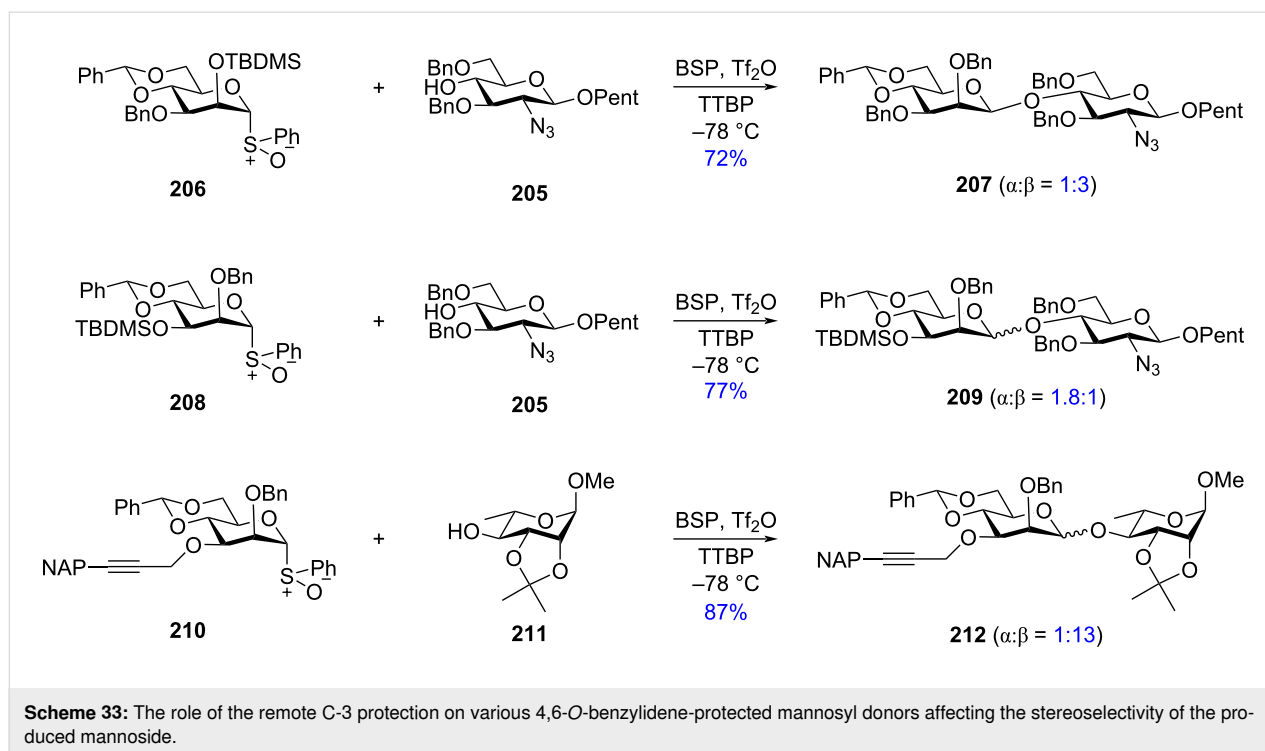 Ph O O OTBDMS O BnO S + Ph O –
206
+
BnO HO BnO O OPent N3
205
BSP, Tf2O
TTBP
–78 °C
72%
Ph O O OBn O BnO O BnO BnO O OPent N3
207 (α:β = 1:3)
Ph O O OBn O TBDMSO S + Ph O –
208
+
BnO HO BnO O OPent N3
205
BSP, Tf2O
TTBP
–78 °C
77%
Ph O O OBn O TBDMSO O BnO BnO O OPent N3
209 (α:β = 1.8:1)
Ph O O OBn O O NAP S + Ph O –
210
+
OMe O HO O O
211
BSP, Tf2O
TTBP
–78 °C
87%
Ph O O OBn O O NAP O OMe O O O
212 (α:β = 1:13)
Scheme 33: The role of the remote C-3 protection on various 4,6-O-benzylidene-protected mannosyl donors affecting the stereoselectivity of the pro-
duced mannoside.